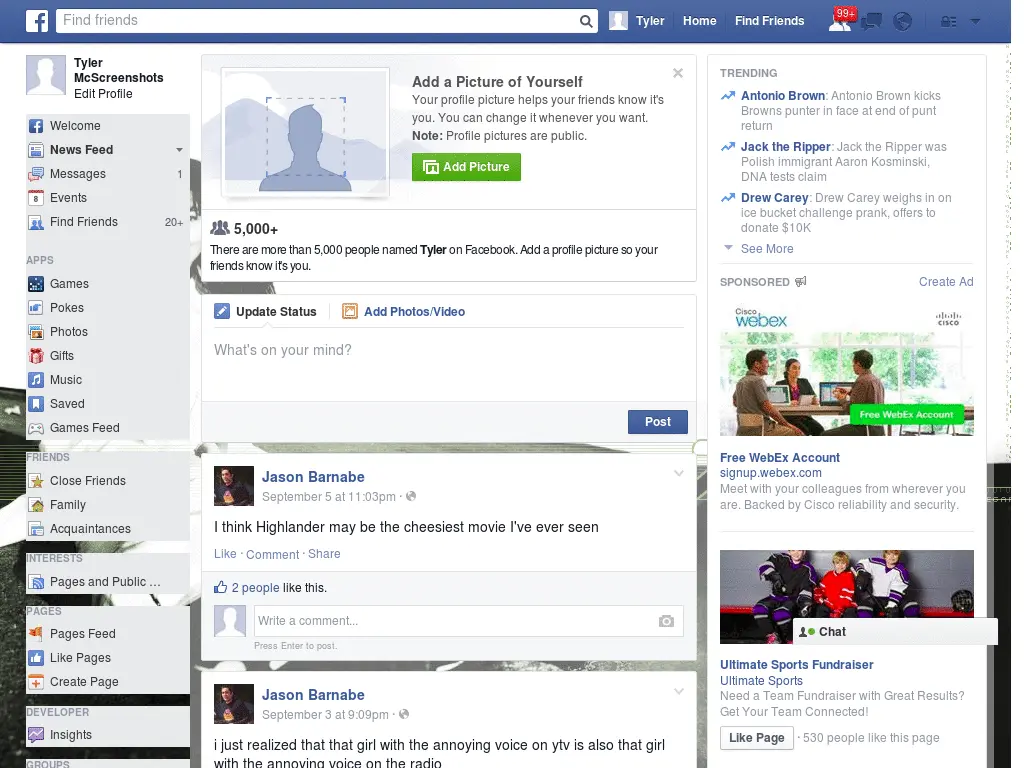 Find friends
Tyler
Home
Find Friends
99+
Tyler
McScreenshots
Edit Profile
Welcome
News Feed
Messages 1
Events
Find Friends 20+
APPS
Games
Pokes
Photos
Gifts
Music
Saved
Games Feed
FRIENDS
Close Friends
Family
Acquaintances
INTERESTS
Pages and Public ...
PAGES
Pages Feed
Like Pages
Create Page
DEVELOPER
Insights
GROUPS
Add a Picture of Yourself
Your profile picture helps your friends know it's
you. You can change it whenever you want.
Note: Profile pictures are public.
Add Picture
5,000+
There are more than 5,000 people named Tyler on Facebook. Add a profile picture so your
friends know it's you.
Update Status
Add Photos/Video
What's on your mind?
Post
Jason Barnabe
September 5 at 11:03pm ·
I think Highlander may be the cheesiest movie I've ever seen
Like · Comment · Share
2 people like this.
Write a comment...
Press Enter to post.
Jason Barnabe
September 3 at 9:09pm ·
i just realized that that girl with the annoying voice on ytv is also that girl
with the annoying voice on the radio
TRENDING
Antonio Brown: Antonio Brown kicks
Browns punter in face at end of punt
return
Jack the Ripper: Jack the Ripper was
Polish immigrant Aaron Kosminski,
DNA tests claim
Drew Carey: Drew Carey weighs in on
ice bucket challenge prank, offers to
donate $10K
See More
SPONSORED
Create Ad
Cisco
webex
CISCO
Free WebEx Account
Free WebEx Account
signup.webex.com
Meet with your colleagues from wherever you
are. Backed by Cisco reliability and security.
Chat
Ultimate Sports Fundraiser
Ultimate Sports
Need a Team Fundraiser with Great Results?
Get Your Team Connected!
Like Page · 530 people like this page